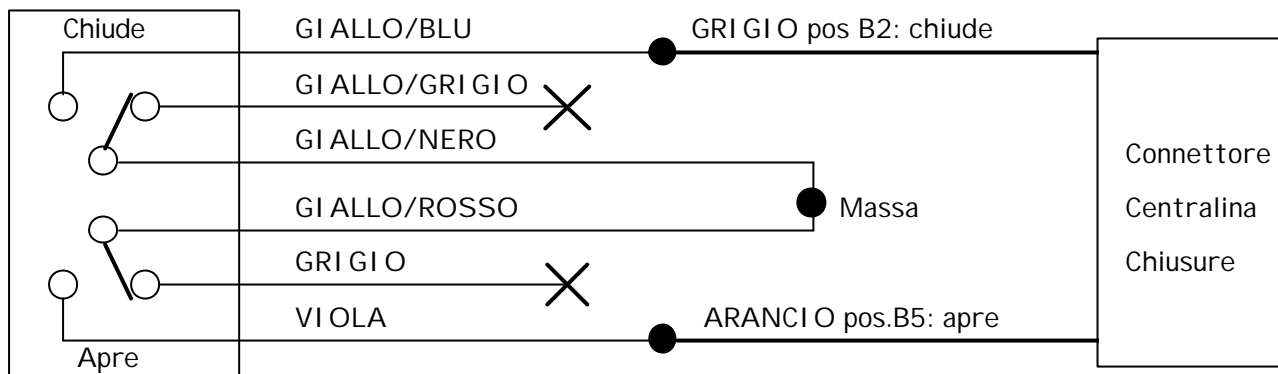 Chiude
GIALLO/BLU
GRIGIO pos B2: chiude
GIALLO/GRIGIO
GIALLO/NERO
GIALLO/ROSSO
Massa
GRIGIO
VIOLA
ARANCIO pos.B5: apre
Apre
Connettore
Centralina
Chiusure